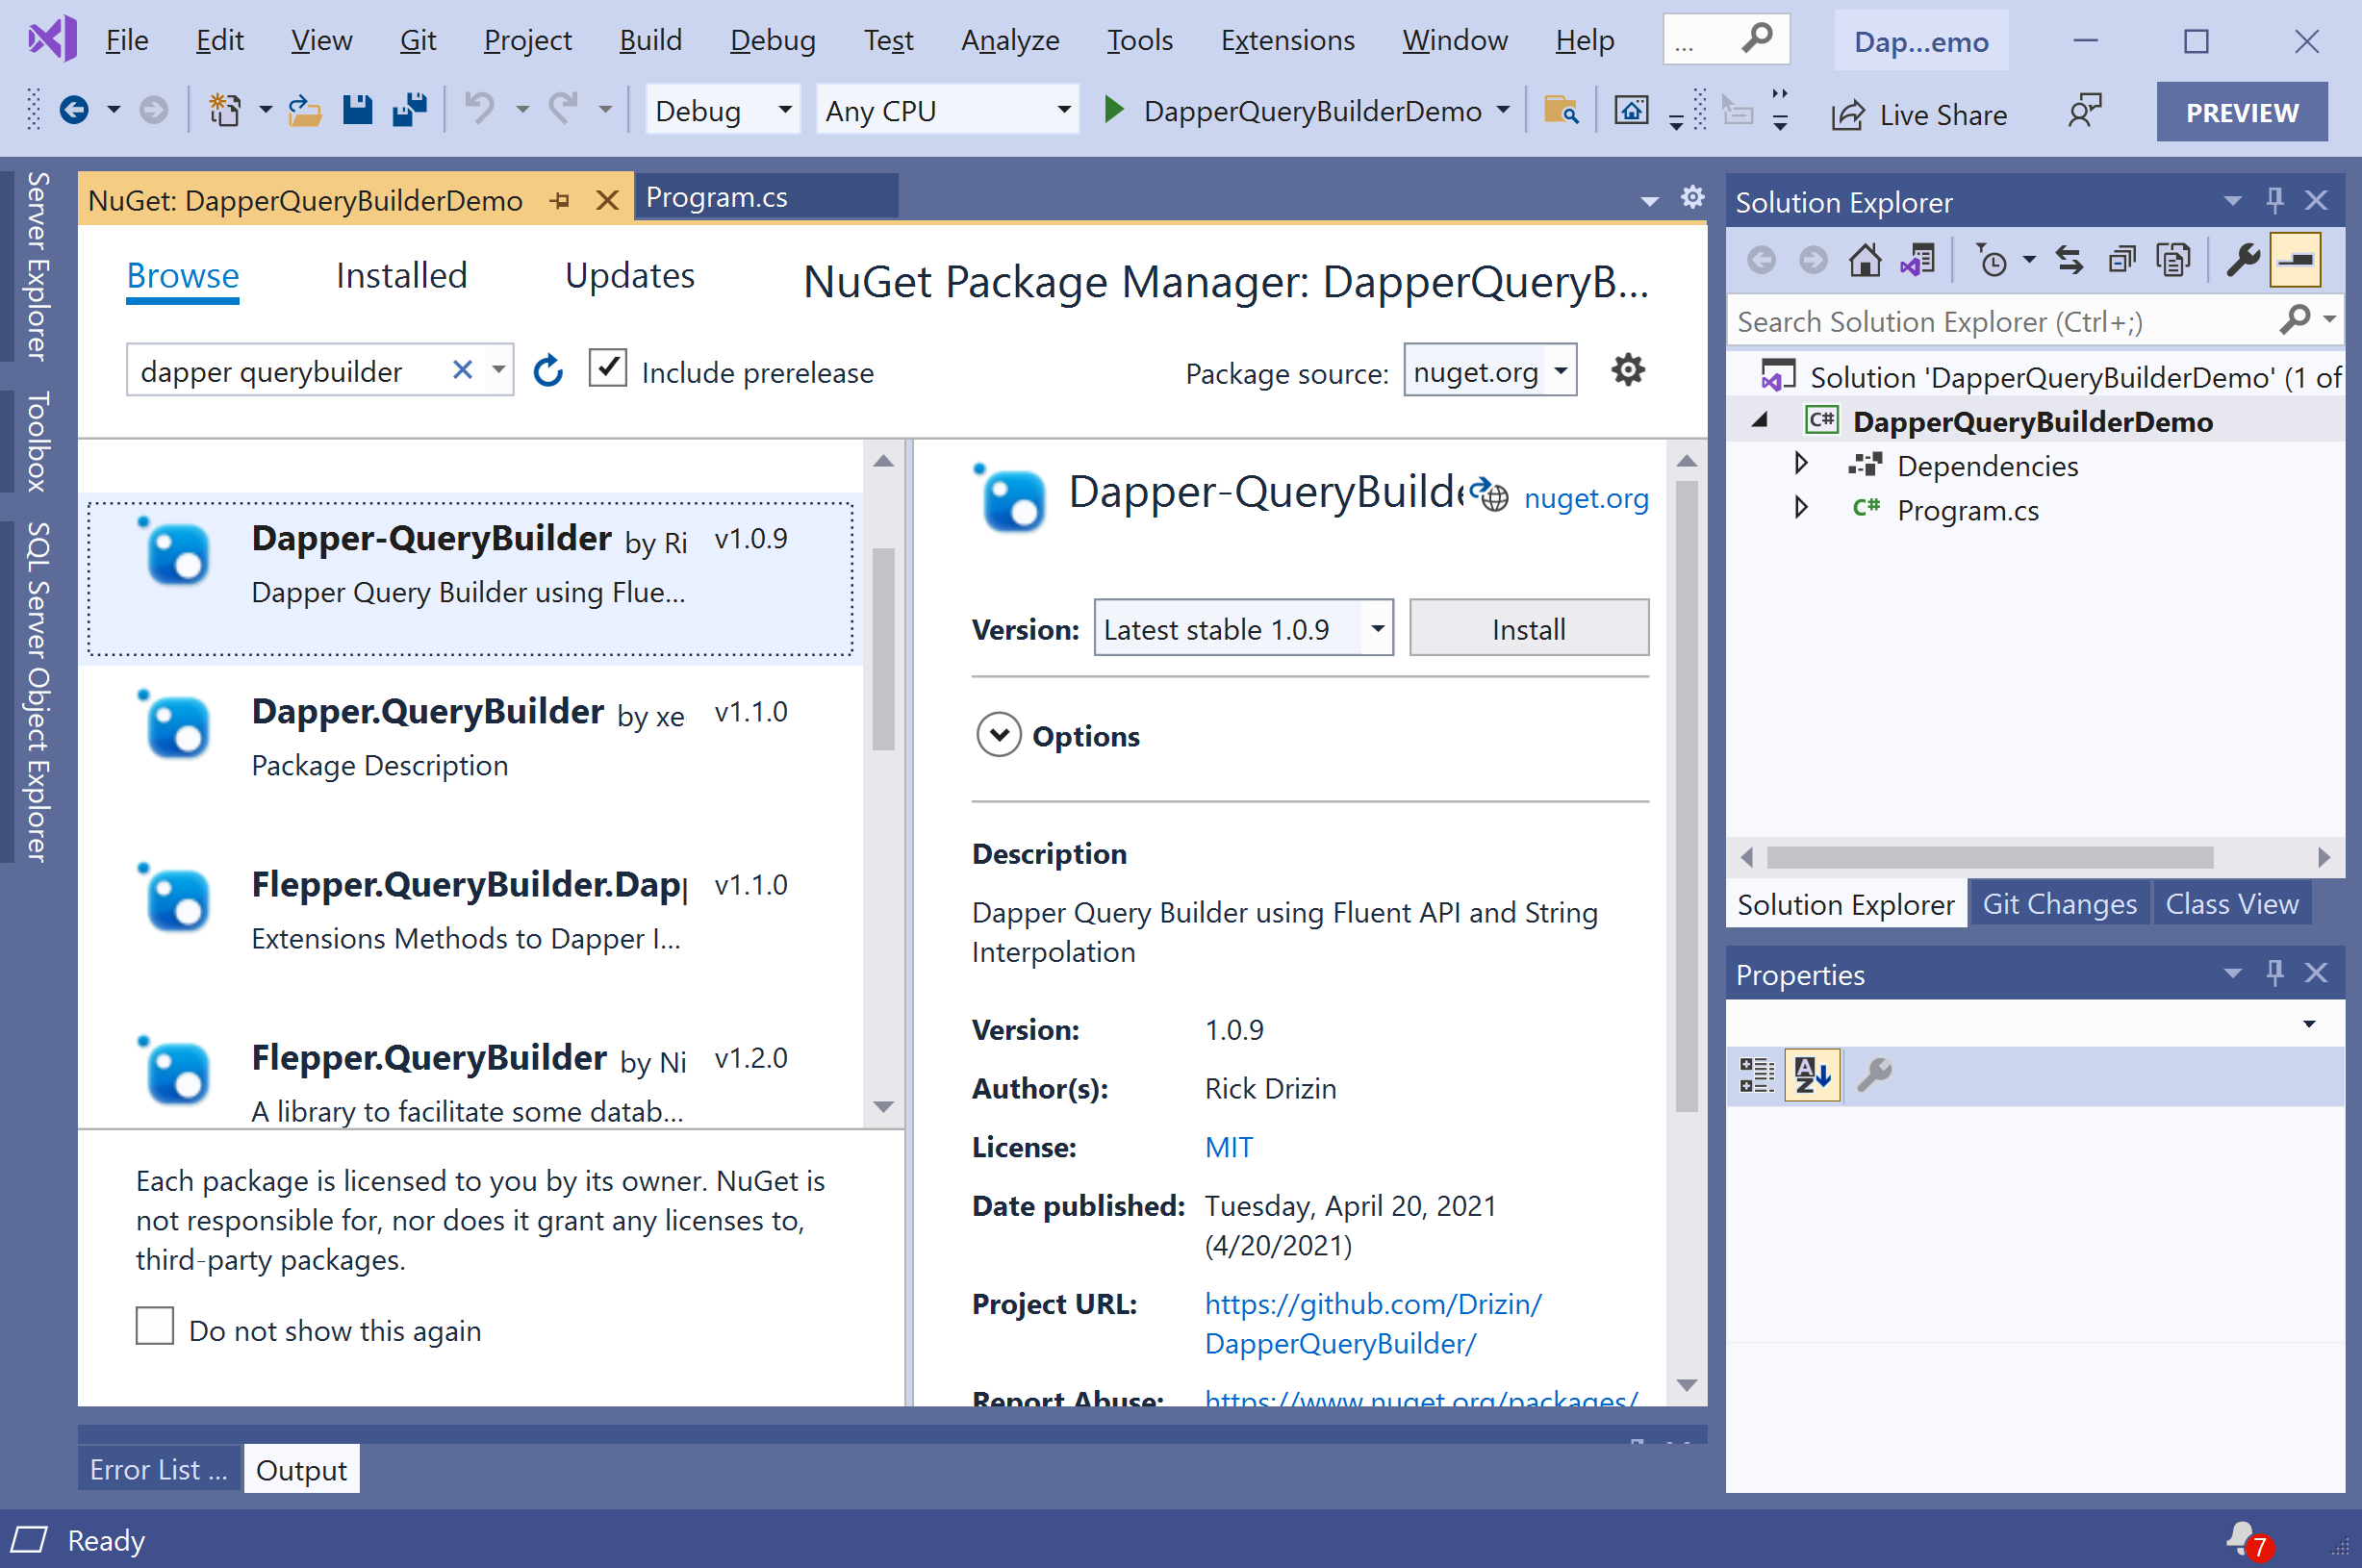 File Edit View Git Project Build Debug Test Analyze Tools Extensions Window Help ... Dap...emo
Debug Any CPU DapperQueryBuilderDemo Live Share PREVIEW
Server Explorer
Toolbox
SQL Server Object Explorer
NuGet: DapperQueryBuilderDemo Program.cs
Browse Installed Updates NuGet Package Manager: DapperQueryB...
dapper querybuilder Include prerelease Package source: nuget.org
Dapper-QueryBuilder by Ri v1.0.9
Dapper Query Builder using Flue...
Dapper.QueryBuilder by xe v1.1.0
Package Description
Flepper.QueryBuilder.Dap v1.1.0
Extensions Methods to Dapper I...
Flepper.QueryBuilder by Ni v1.2.0
A library to facilitate some datab...
Each package is licensed to you by its owner. NuGet is
not responsible for, nor does it grant any licenses to,
third-party packages.
Do not show this again
Dapper-QueryBuilde nuget.org
Version: Latest stable 1.0.9 Install
Options
Description
Dapper Query Builder using Fluent API and String
Interpolation
Version: 1.0.9
Author(s): Rick Drizin
License: MIT
Date published: Tuesday, April 20, 2021
(4/20/2021)
Project URL: https://github.com/Drizin/
DapperQueryBuilder/
Report Abuse: https://www.nuget.org/packages/
Solution Explorer
Search Solution Explorer (Ctrl+;)
Solution 'DapperQueryBuilderDemo' (1 of
C# DapperQueryBuilderDemo
Dependencies
C# Program.cs
Solution Explorer Git Changes Class View
Properties
AZ
Error List ... Output
Ready 7